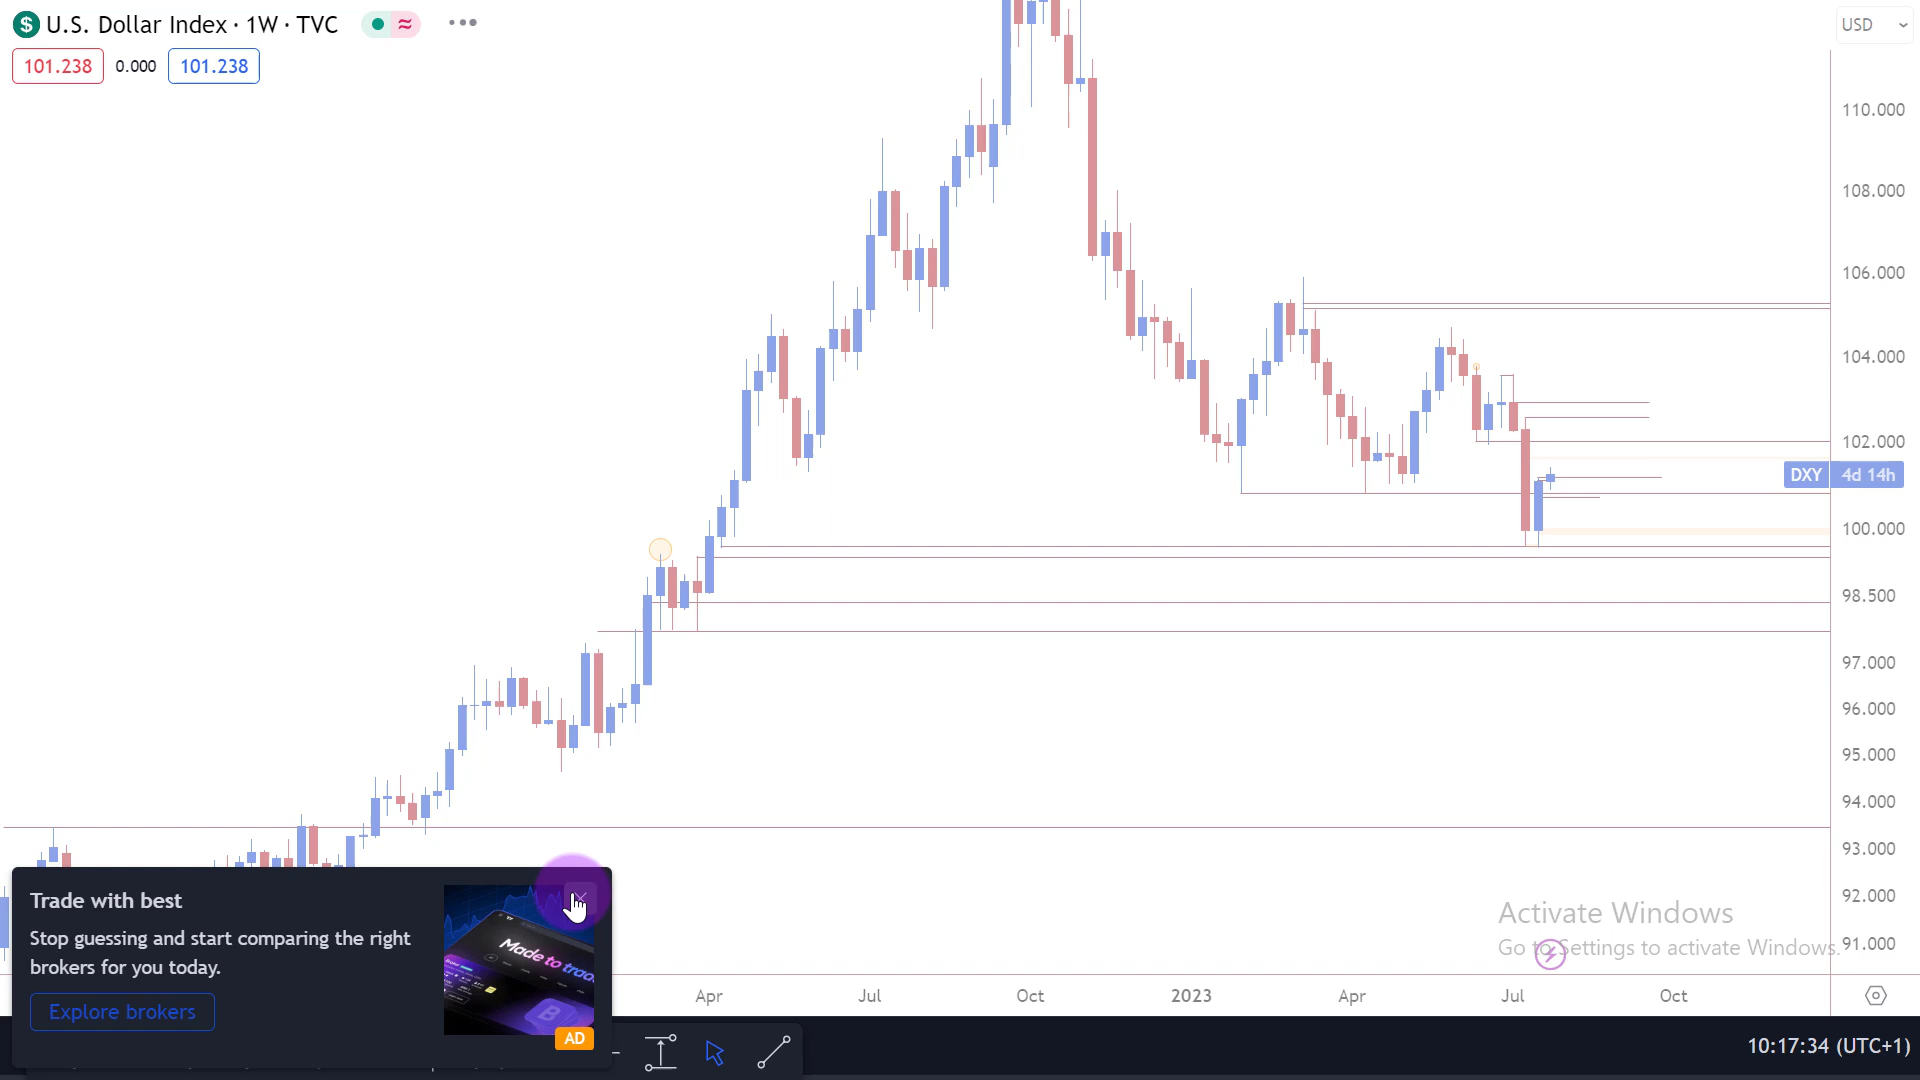 U.S. Dollar Index · 1W · TVC
USD
101.238 0.000 101.238
110.000
108.000
106.000
104.000
102.000
DXY 4d 14h
100.000
98.500
97.000
96.000
95.000
94.000
93.000
92.000
91.000
Trade with best
Stop guessing and start comparing the right
brokers for you today.
Explore brokers
Made to trad
AD
Activate Windows
Go to Settings to activate Windows.
Apr Jul Oct 2023 Apr Jul Oct
10:17:34 (UTC+1)